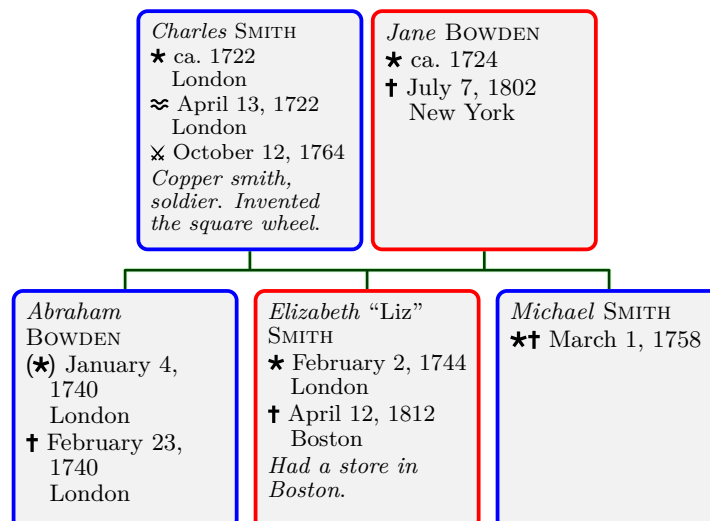 Charles SMITH
★ ca. 1722
London
≈ April 13, 1722
London
⚔ October 12, 1764
Copper smith,
soldier. Invented
the square wheel.
Jane BOWDEN
★ ca. 1724
† July 7, 1802
New York
Abraham
BOWDEN
(★) January 4,
1740
London
† February 23,
1740
London
Elizabeth “Liz”
SMITH
★ February 2, 1744
London
† April 12, 1812
Boston
Had a store in
Boston.
Michael SMITH
★† March 1, 1758